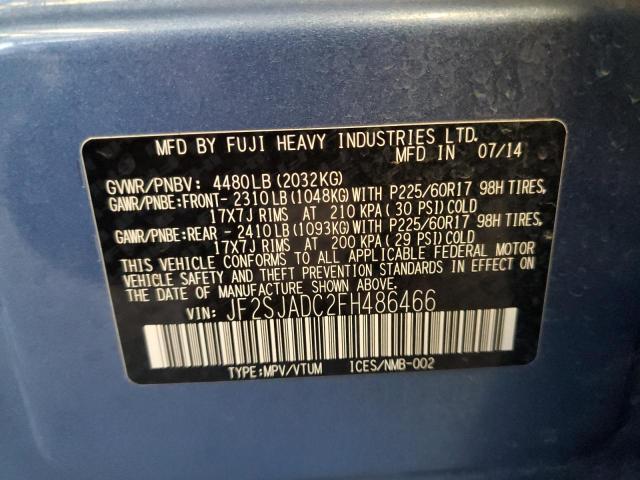 MFD BY FUJI HEAVY INDUSTRIES LTD.
MFD IN 07/14
GVWR/PNBV: 4480LB (2032KG)
GAWR/PNBE:FRONT- 2310LB (1048KG)WITH P225/60R17 98H TIRES,
17X7J RIMS AT 210 KPA (30 PSI)COLD
GAWR/PNBE:REAR - 2410LB (1093KG)WITH P225/60R17 98H TIRES,
17X7J RIMS AT 200 KPA (29 PSI)COLD
THIS VEHICLE CONFORMS TO ALL APPLICABLE FEDERAL MOTOR
VEHICLE SAFETY AND THEFT PREVENTION STANDARDS IN EFFECT ON
THE DATE OF MANUFACTURE SHOWN ABOVE.
VIN: JF2SJADC2FH486466
TYPE:MPV/VTUM ICES/NMB-002